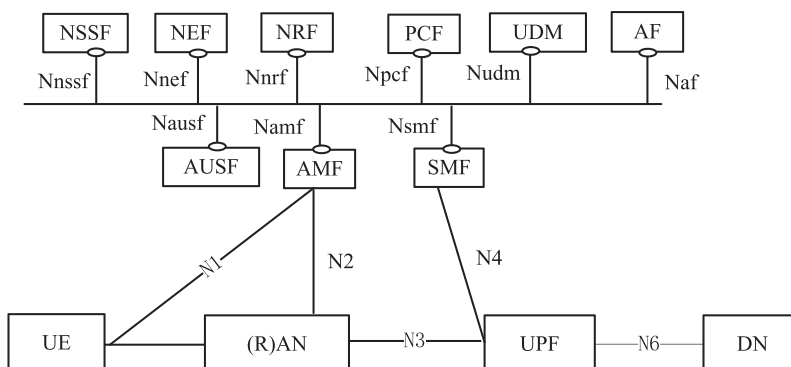 NSSF NEF NRF PCF UDM AF
Nnssf Nnef Nnrf Npcf Nudm Naf
Nausf Namf Nsmf
AUSF AMF SMF
N1 N2 N4
UE (R)AN N3 UPF N6 DN